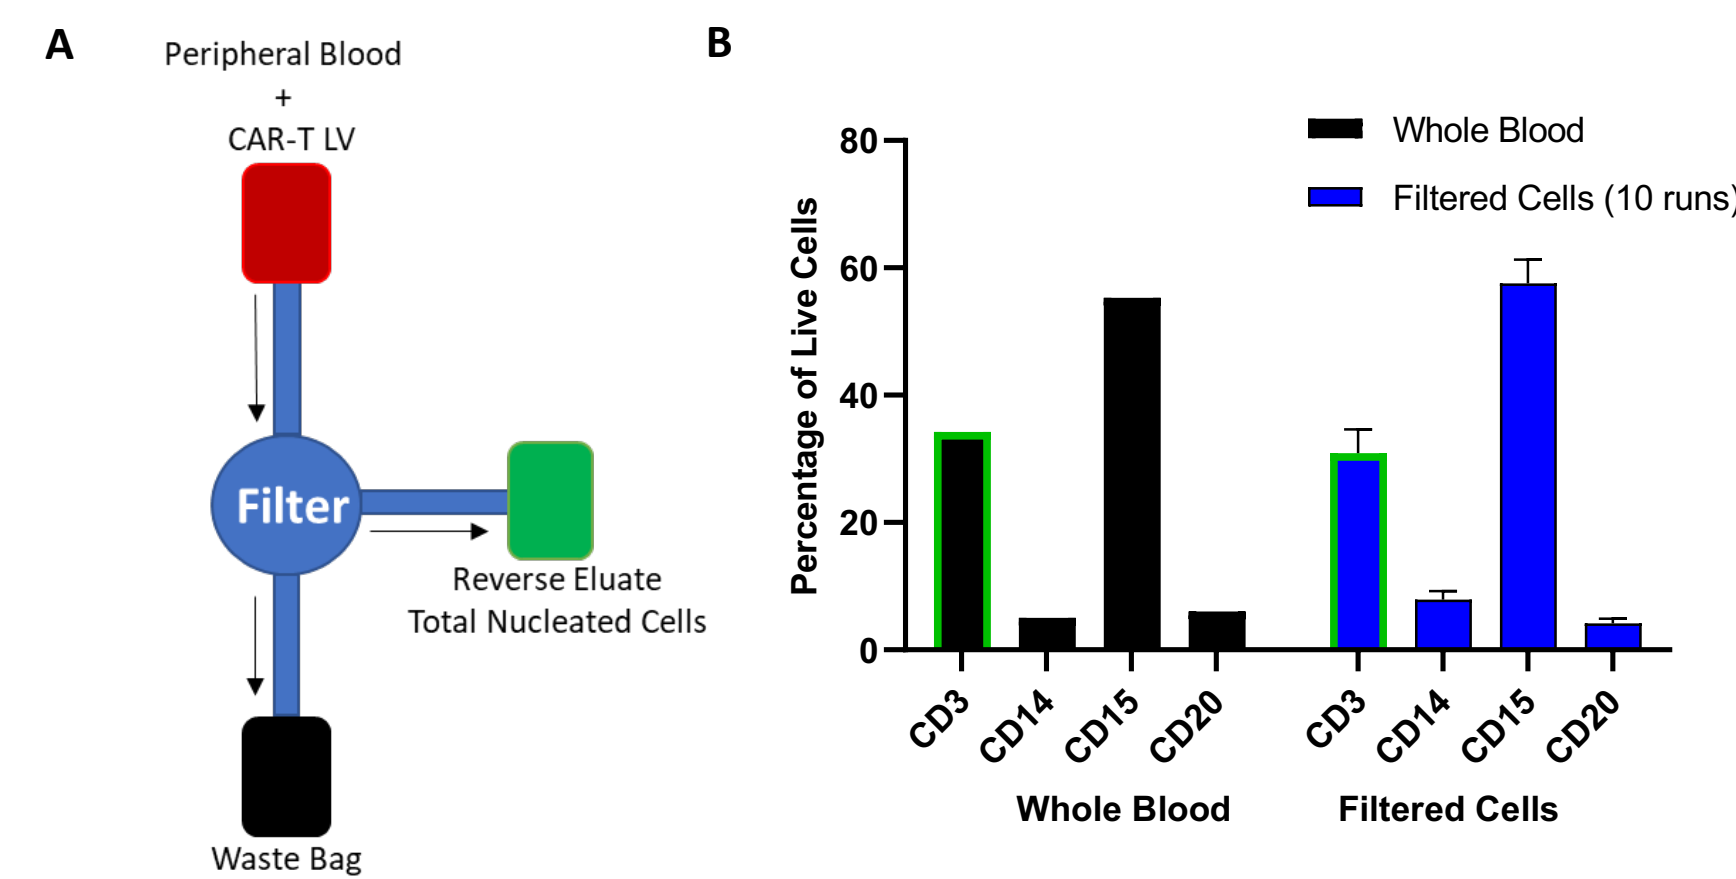 A
Peripheral Blood
+
CAR-T LV
Filter
Reverse Eluate
Total Nucleated Cells
Waste Bag
B
Whole Blood
Filtered Cells (10 runs)
Percentage of Live Cells
80
60
40
20
0
CD3
CD14
CD15
CD20
CD3
CD14
CD15
CD20
Whole Blood
Filtered Cells